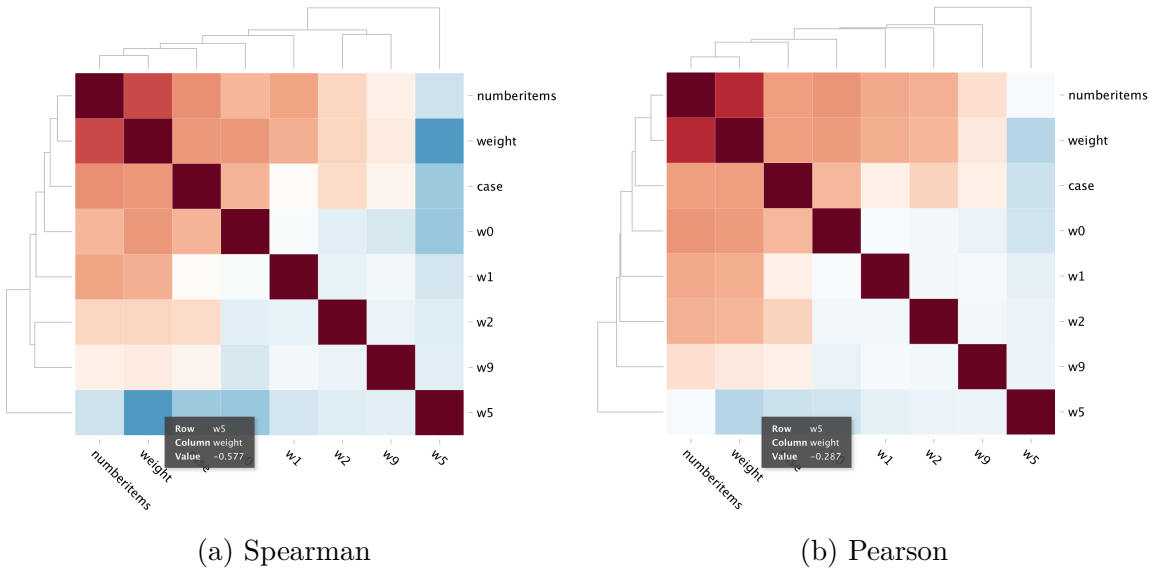 numberitems
weight
case
w0
w1
w2
w9
w5
Row w5
Column weight
Value −0.577
numberitems
weight
w1
w2
w9
w5
(a) Spearman
numberitems
weight
case
w0
w1
w2
w9
w5
Row w5
Column weight
Value −0.287
numberitems
weight
w1
w2
w9
w5
(b) Pearson